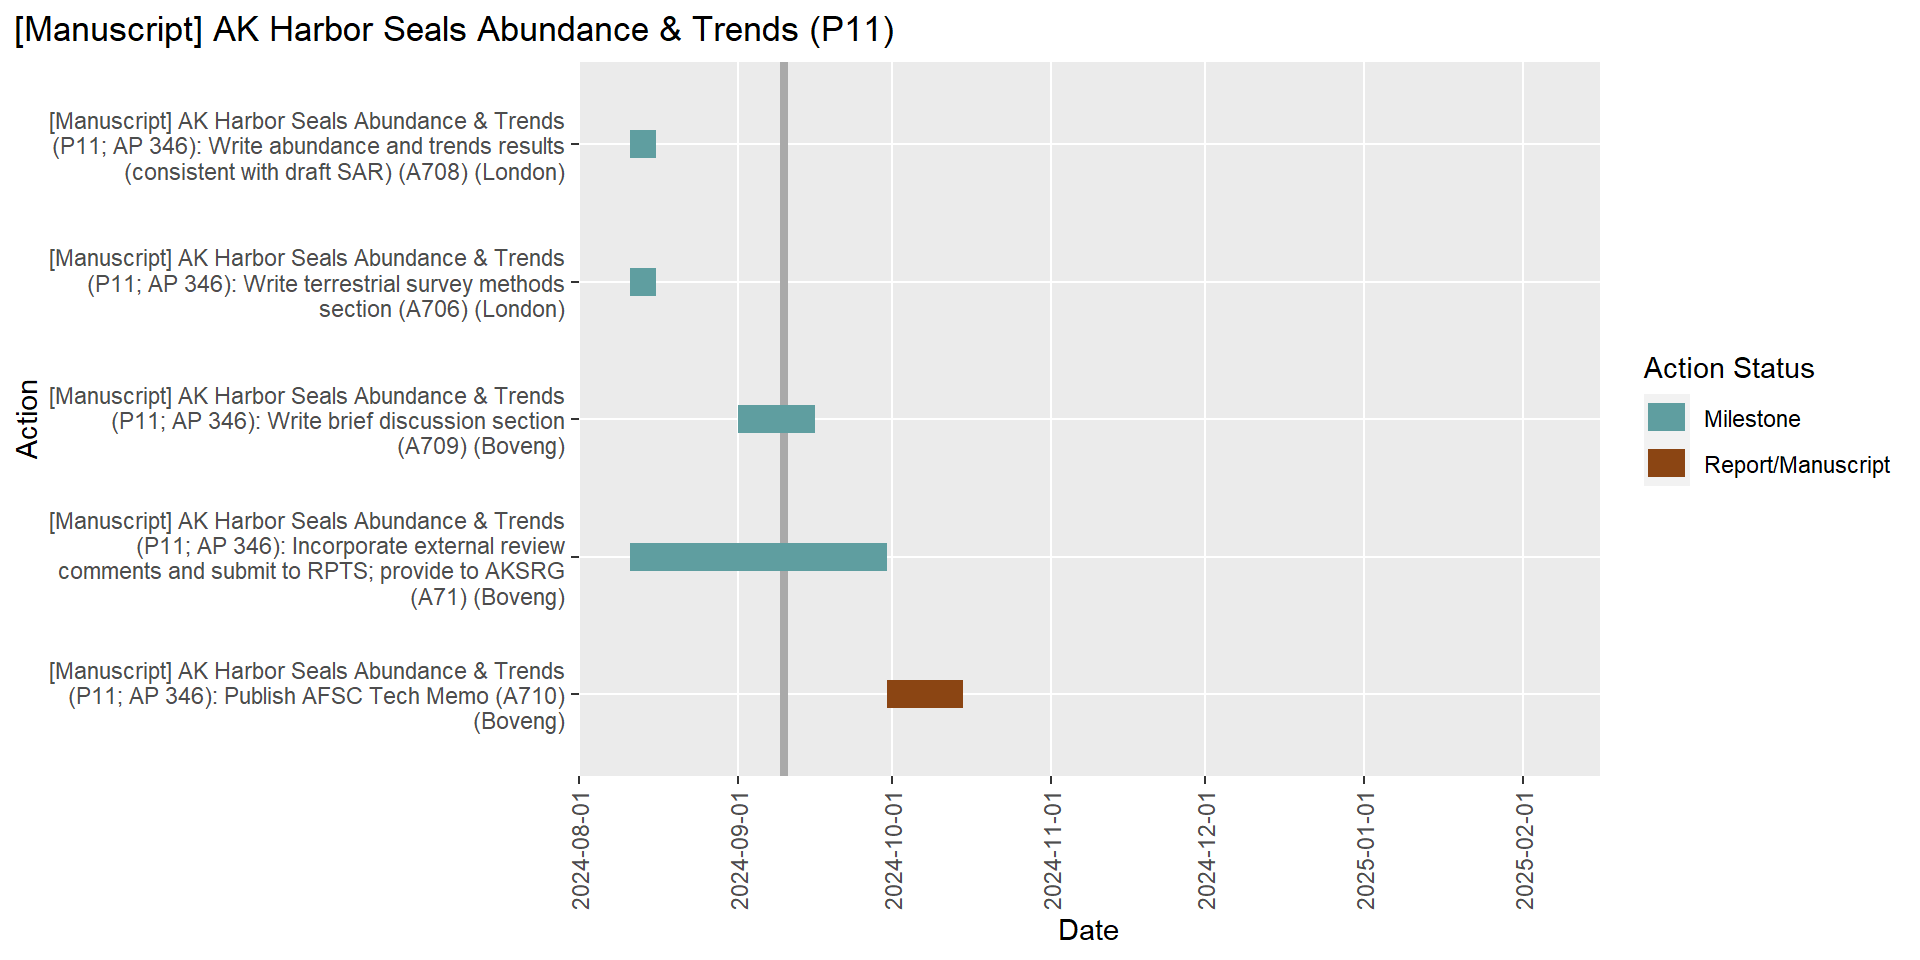 [Manuscript] AK Harbor Seals Abundance & Trends (P11)
[Manuscript] AK Harbor Seals Abundance & Trends
(P11; AP 346): Write abundance and trends results
(consistent with draft SAR) (A708) (London)
[Manuscript] AK Harbor Seals Abundance & Trends
(P11; AP 346): Write terrestrial survey methods
section (A706) (London)
[Manuscript] AK Harbor Seals Abundance & Trends
(P11; AP 346): Write brief discussion section
(A709) (Boveng)
[Manuscript] AK Harbor Seals Abundance & Trends
(P11; AP 346): Incorporate external review
comments and submit to RPTS; provide to AKSRG
(A71) (Boveng)
[Manuscript] AK Harbor Seals Abundance & Trends
(P11; AP 346): Publish AFSC Tech Memo (A710)
(Boveng)
Action
2024-08-01
2024-09-01
2024-10-01
2024-11-01
2024-12-01
2025-01-01
2025-02-01
Date
Action Status
Milestone
Report/Manuscript